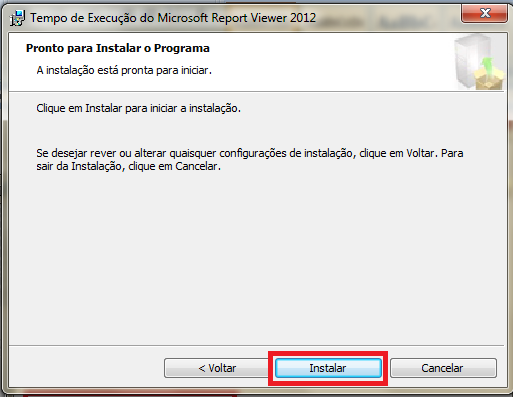 Tempo de Execução do Microsoft Report Viewer 2012
Pronto para Instalar o Programa
A instalação está pronta para iniciar.
Clique em Instalar para iniciar a instalação.
Se desejar rever ou alterar quaisquer configurações de instalação, clique em Voltar. Para
sair da Instalação, clique em Cancelar.
< Voltar
Instalar
Cancelar